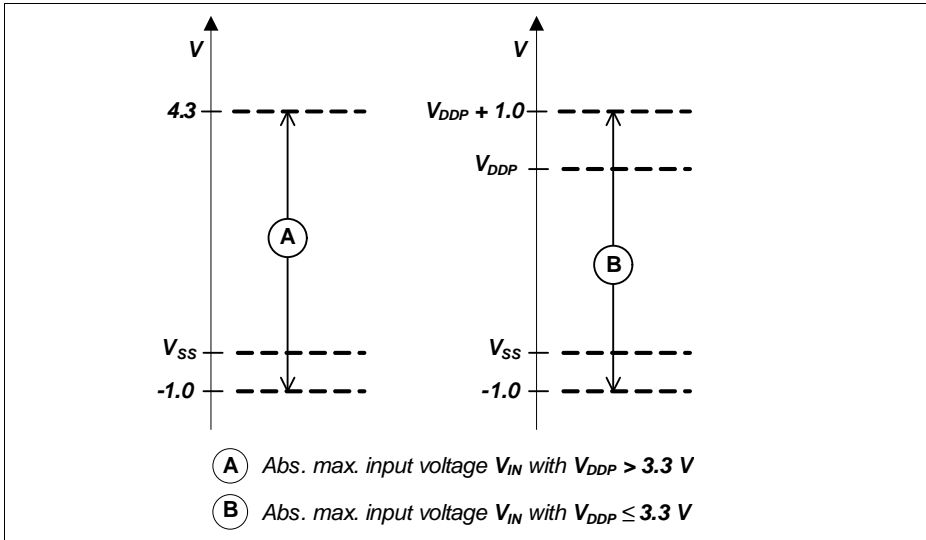 V
4.3
A
V_SS
-1.0
V
V_DDP + 1.0
V_DDP
B
V_SS
-1.0
A Abs. max. input voltage V_IN with V_DDP > 3.3 V
B Abs. max. input voltage V_IN with V_DDP ≤ 3.3 V